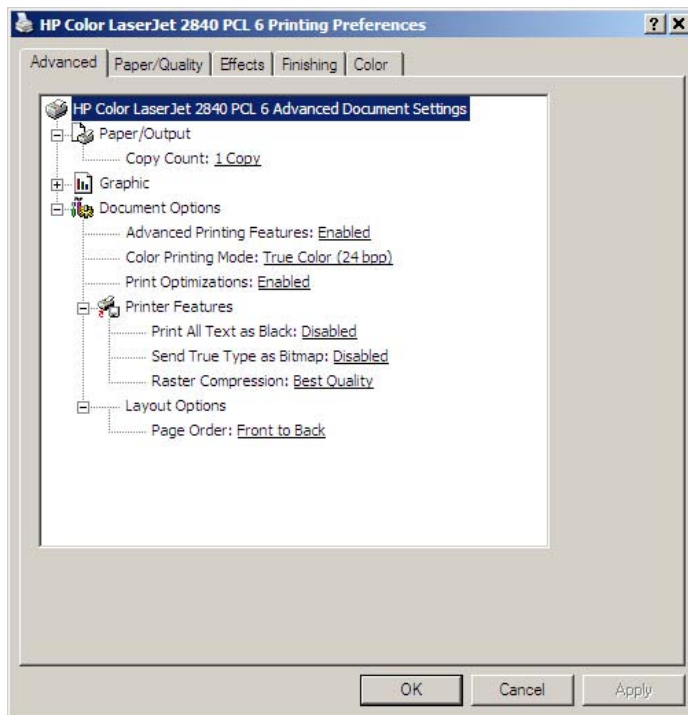 HP Color LaserJet 2840 PCL 6 Printing Preferences
Advanced Paper/Quality Effects Finishing Color
HP Color LaserJet 2840 PCL 6 Advanced Document Settings
Paper/Output
Copy Count: 1 Copy
Graphic
Document Options
Advanced Printing Features: Enabled
Color Printing Mode: True Color (24 bpp)
Print Optimizations: Enabled
Printer Features
Print All Text as Black: Disabled
Send True Type as Bitmap: Disabled
Raster Compression: Best Quality
Layout Options
Page Order: Front to Back
OK Cancel Apply